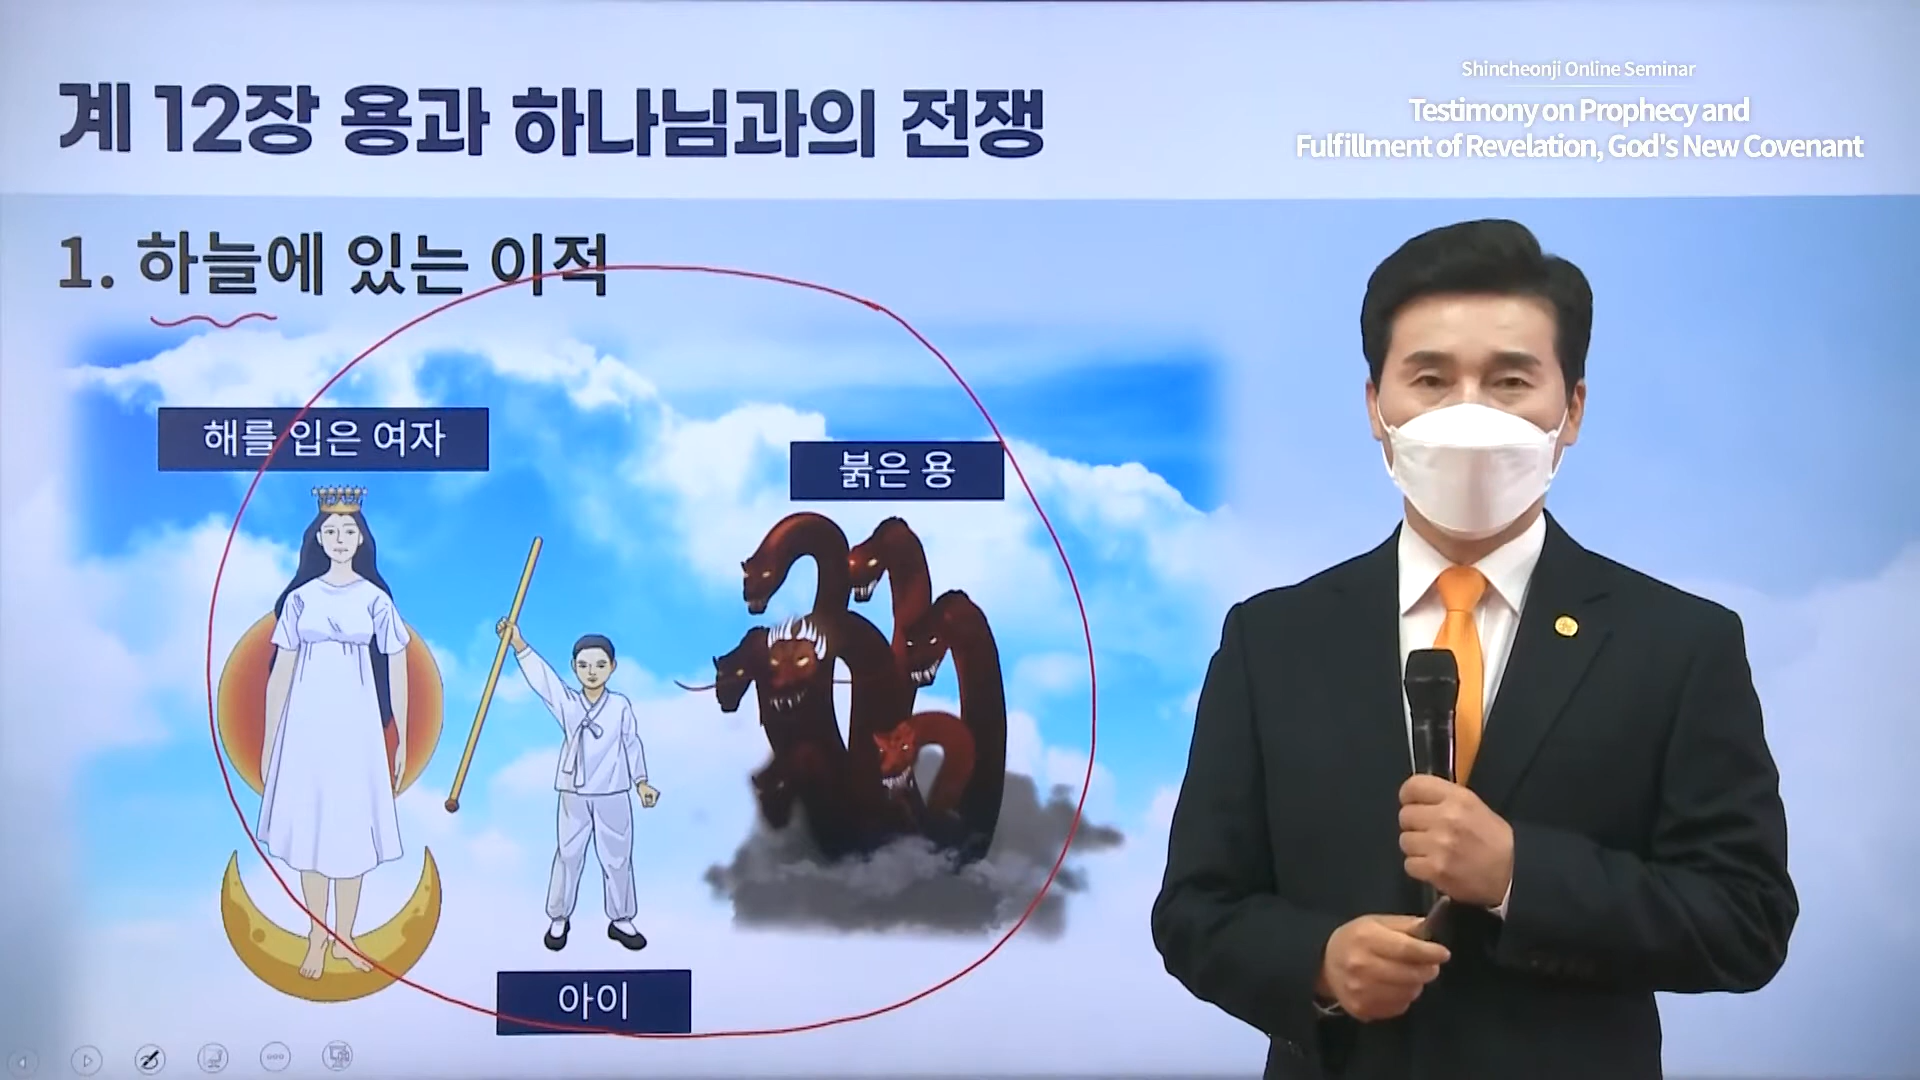 계 12장 용과 하나님과의 전쟁
Shincheonji Online Seminar
Testimony on Prophecy and
Fulfillment of Revelation, God's New Covenant
1. 하늘에 있는 이적
해를 입은 여자
붉은 용
아이